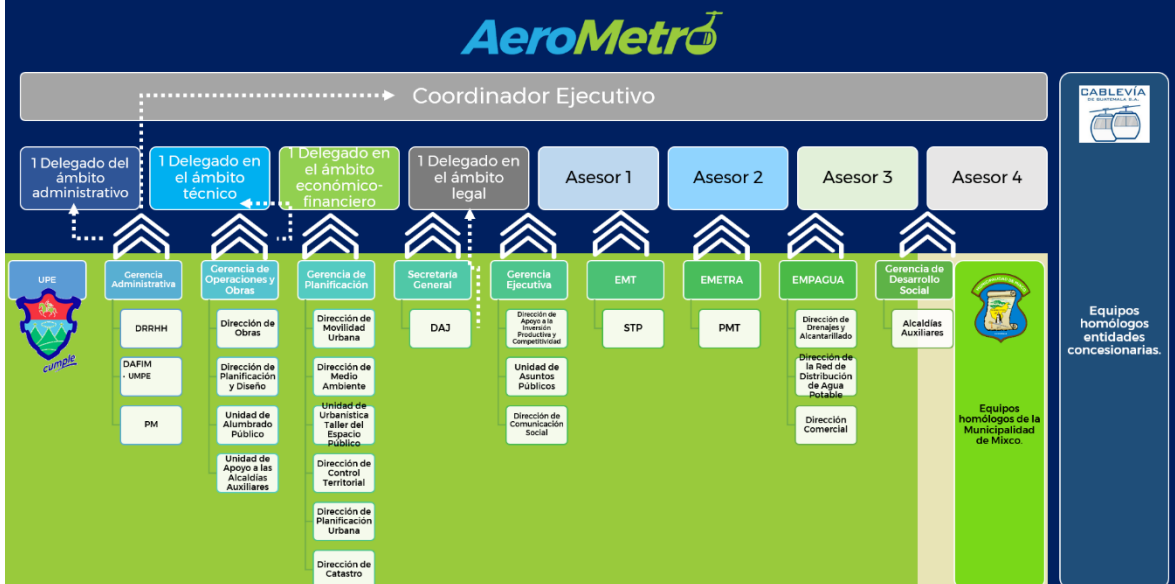 AeroMetro
Coordinador Ejecutivo
CABLEVÍA
DE GUATEMALA S.A.
1 Delegado del
ámbito
administrativo
1 Delegado en
el ámbito
técnico
1 Delegado en
el ámbito
económico-
financiero
1 Delegado en
el ámbito
legal
Asesor 1
Asesor 2
Asesor 3
Asesor 4
UPE
cumple
Gerencia
Administrativa
DRRHH
DAFIM
- UMPE
PM
Gerencia de
Operaciones y
Obras
Dirección de
Obras
Dirección de
Planificación
y Diseño
Unidad de
Alumbrado
Público
Unidad de
Apoyo a las
Alcaldías
Auxiliares
Gerencia de
Planificación
Dirección de
Movilidad
Urbana
Dirección de
Medio
Ambiente
Unidad de
Urbanística
Taller del
Espacio
Público
Dirección de
Control
Territorial
Dirección de
Planificación
Urbana
Dirección de
Catastro
Secretaría
General
DAJ
Gerencia
Ejecutiva
Dirección de
Apoyo a la
Inversión
Productiva y
Competitividad
Unidad de
Asuntos
Públicos
Dirección de
Comunicación
Social
EMT
STP
EMETRA
PMT
EMPAGUA
Dirección de
Drenajes y
Alcantarillado
Dirección de
la Red de
Distribución
de Agua
Potable
Dirección
Comercial
Gerencia de
Desarrollo
Social
Alcaldías
Auxiliares
Equipos
homólogos de la
Municipalidad
de Mixco.
Equipos
homólogos
entidades
concesionarias.